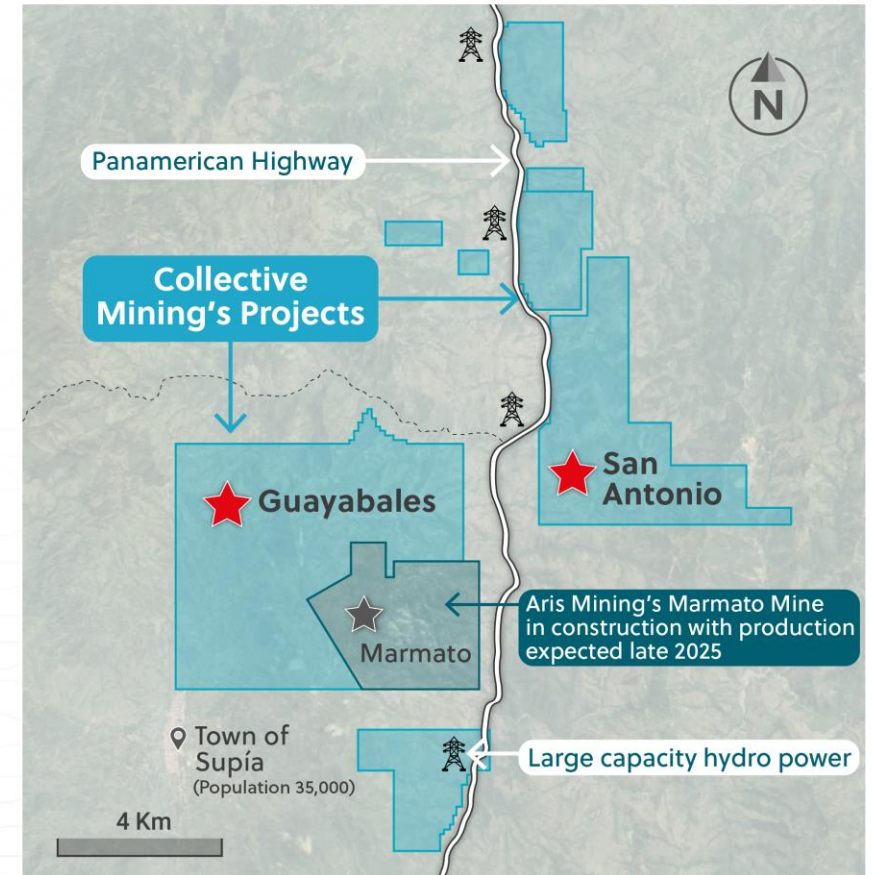 N
Panamerican Highway
Collective
Mining's Projects
San
Antonio
Guayabales
Aris Mining's Marmato Mine
in construction with production
expected late 2025
Marmato
Town of
Supía
(Population 35,000)
Large capacity hydro power
4 Km